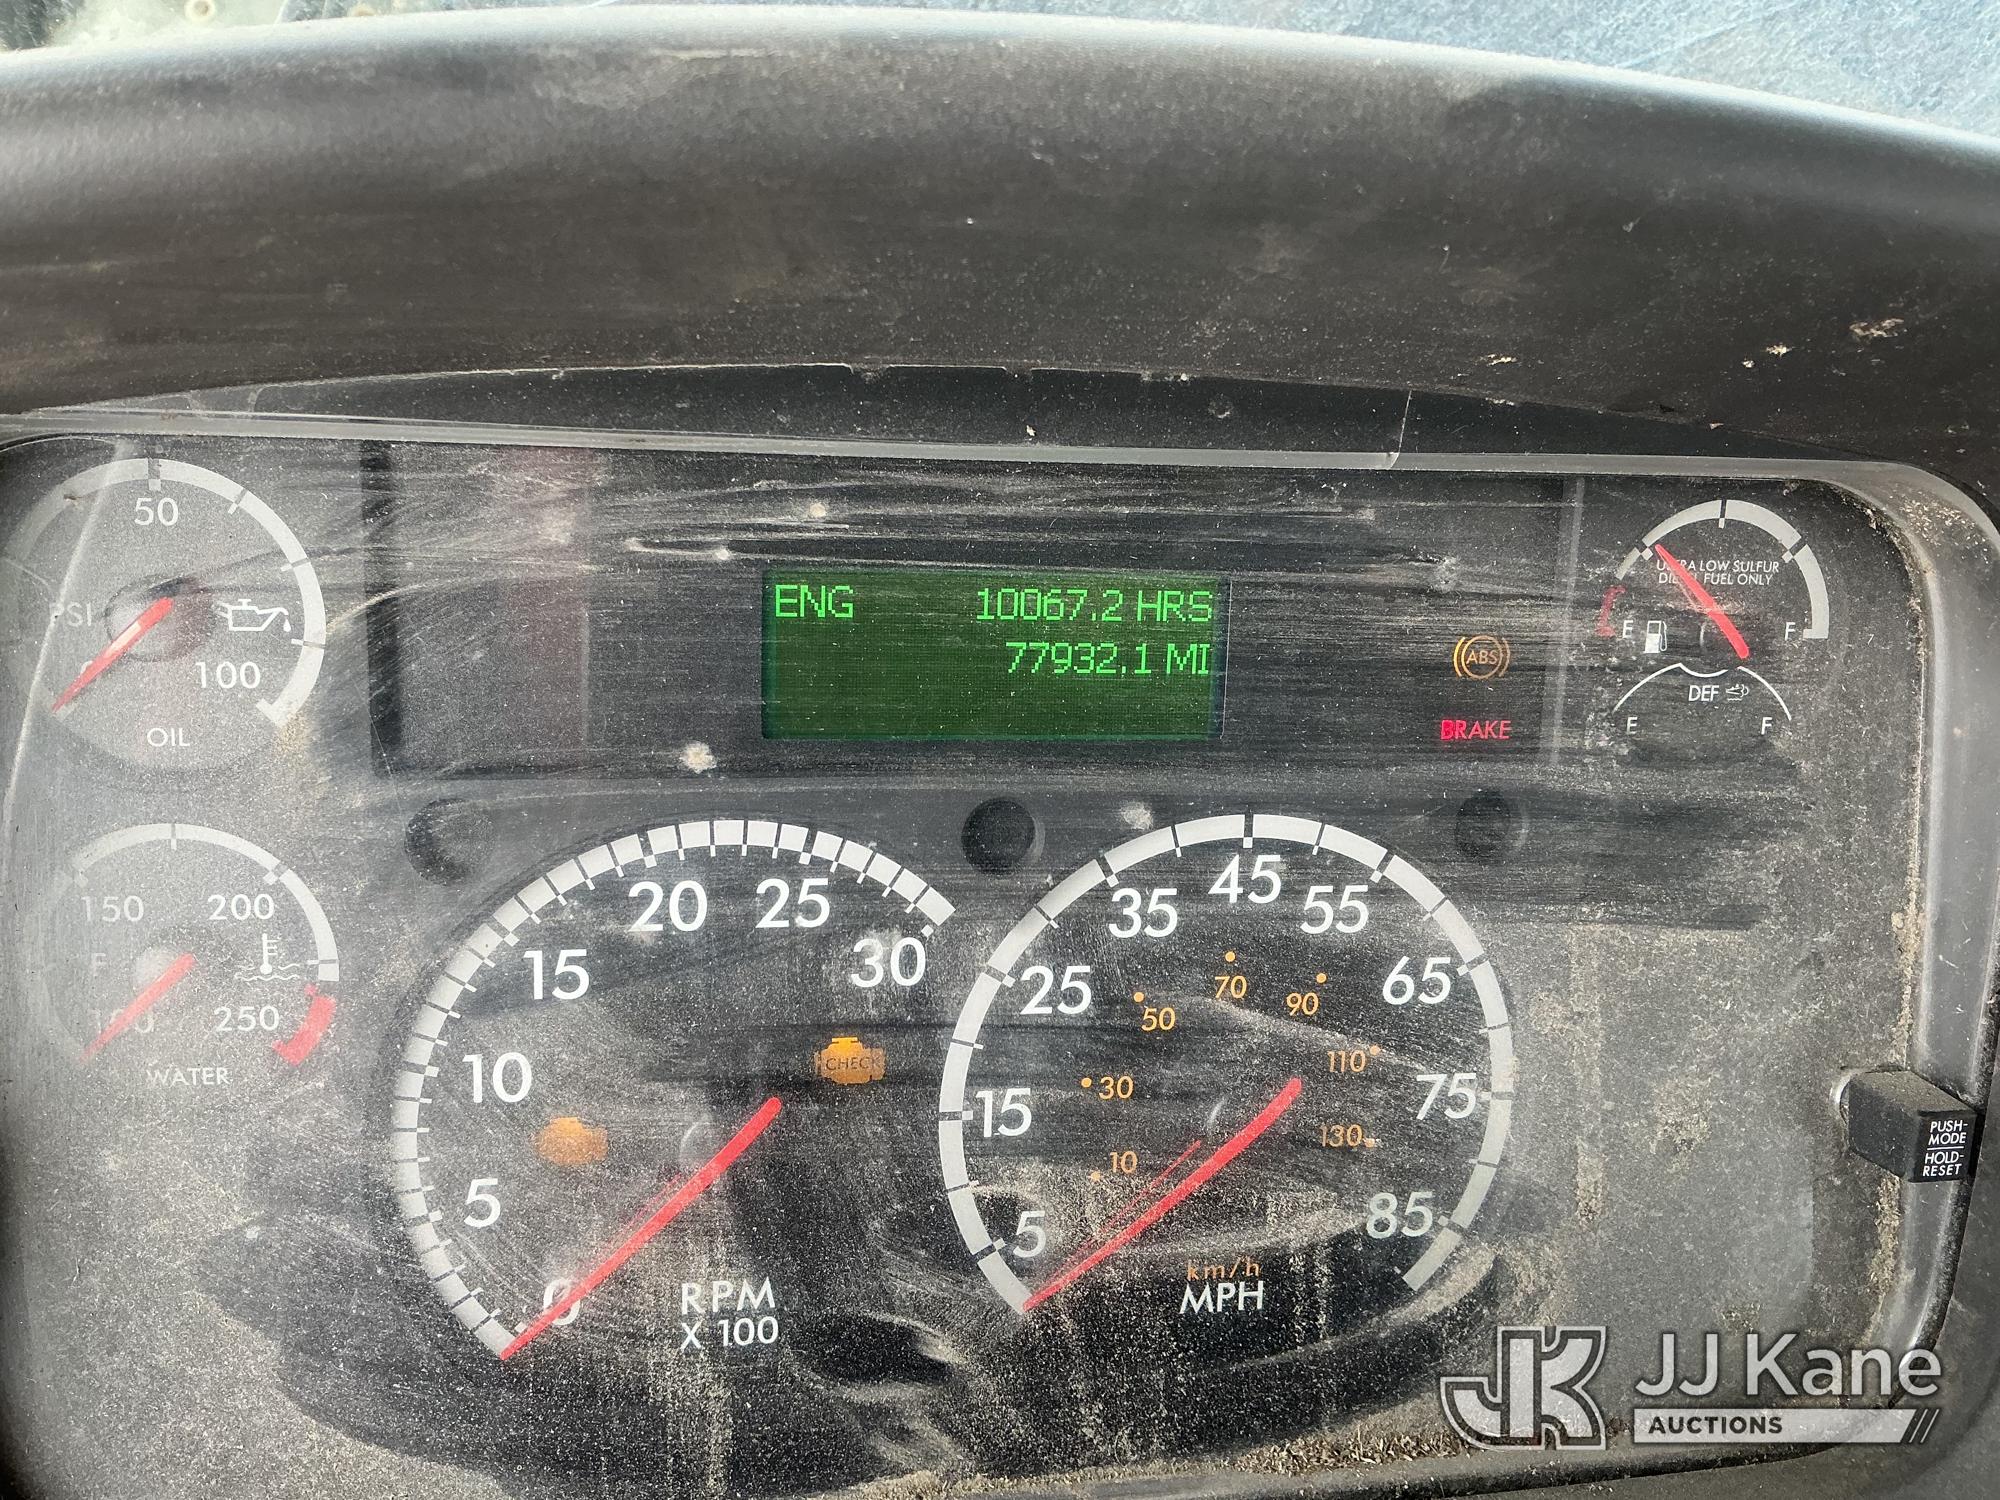 50
PSI
100
OIL
ENG 10067.2 HRS
77932.1 MI
ABS
BRAKE
ULTRA LOW SULFUR
DIESEL FUEL ONLY
E F
DEF
E F
150 200
F
100 250
WATER
0 5 10 15 20 25 30
CHECK
RPM
X 100
5 15 25 35 45 55 65 75 85
10 30 50 70 90 110 130
km/h
MPH
PUSH-
MODE
HOLD-
RESET
JK JJ Kane
AUCTIONS